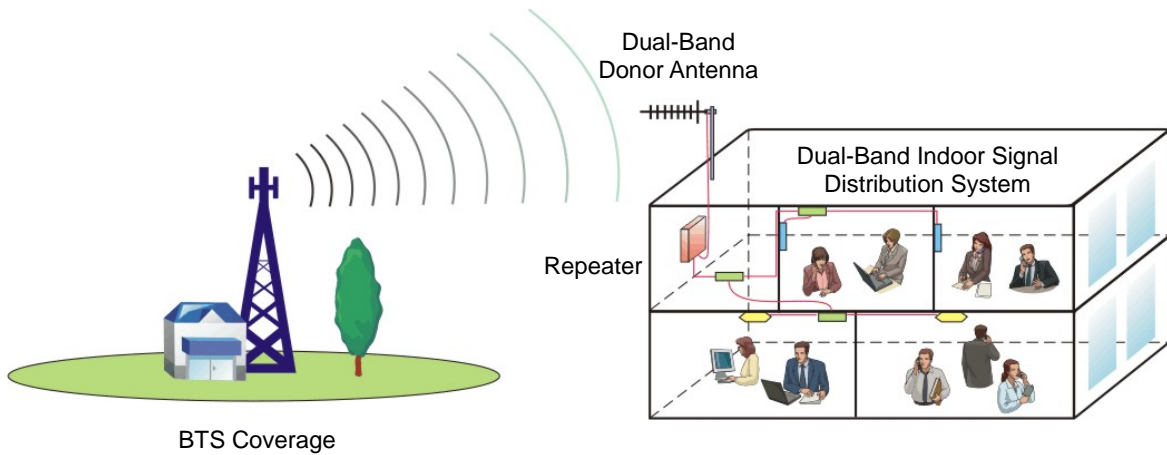 Dual-Band
Donor Antenna
Dual-Band Indoor Signal
Distribution System
Repeater
BTS Coverage